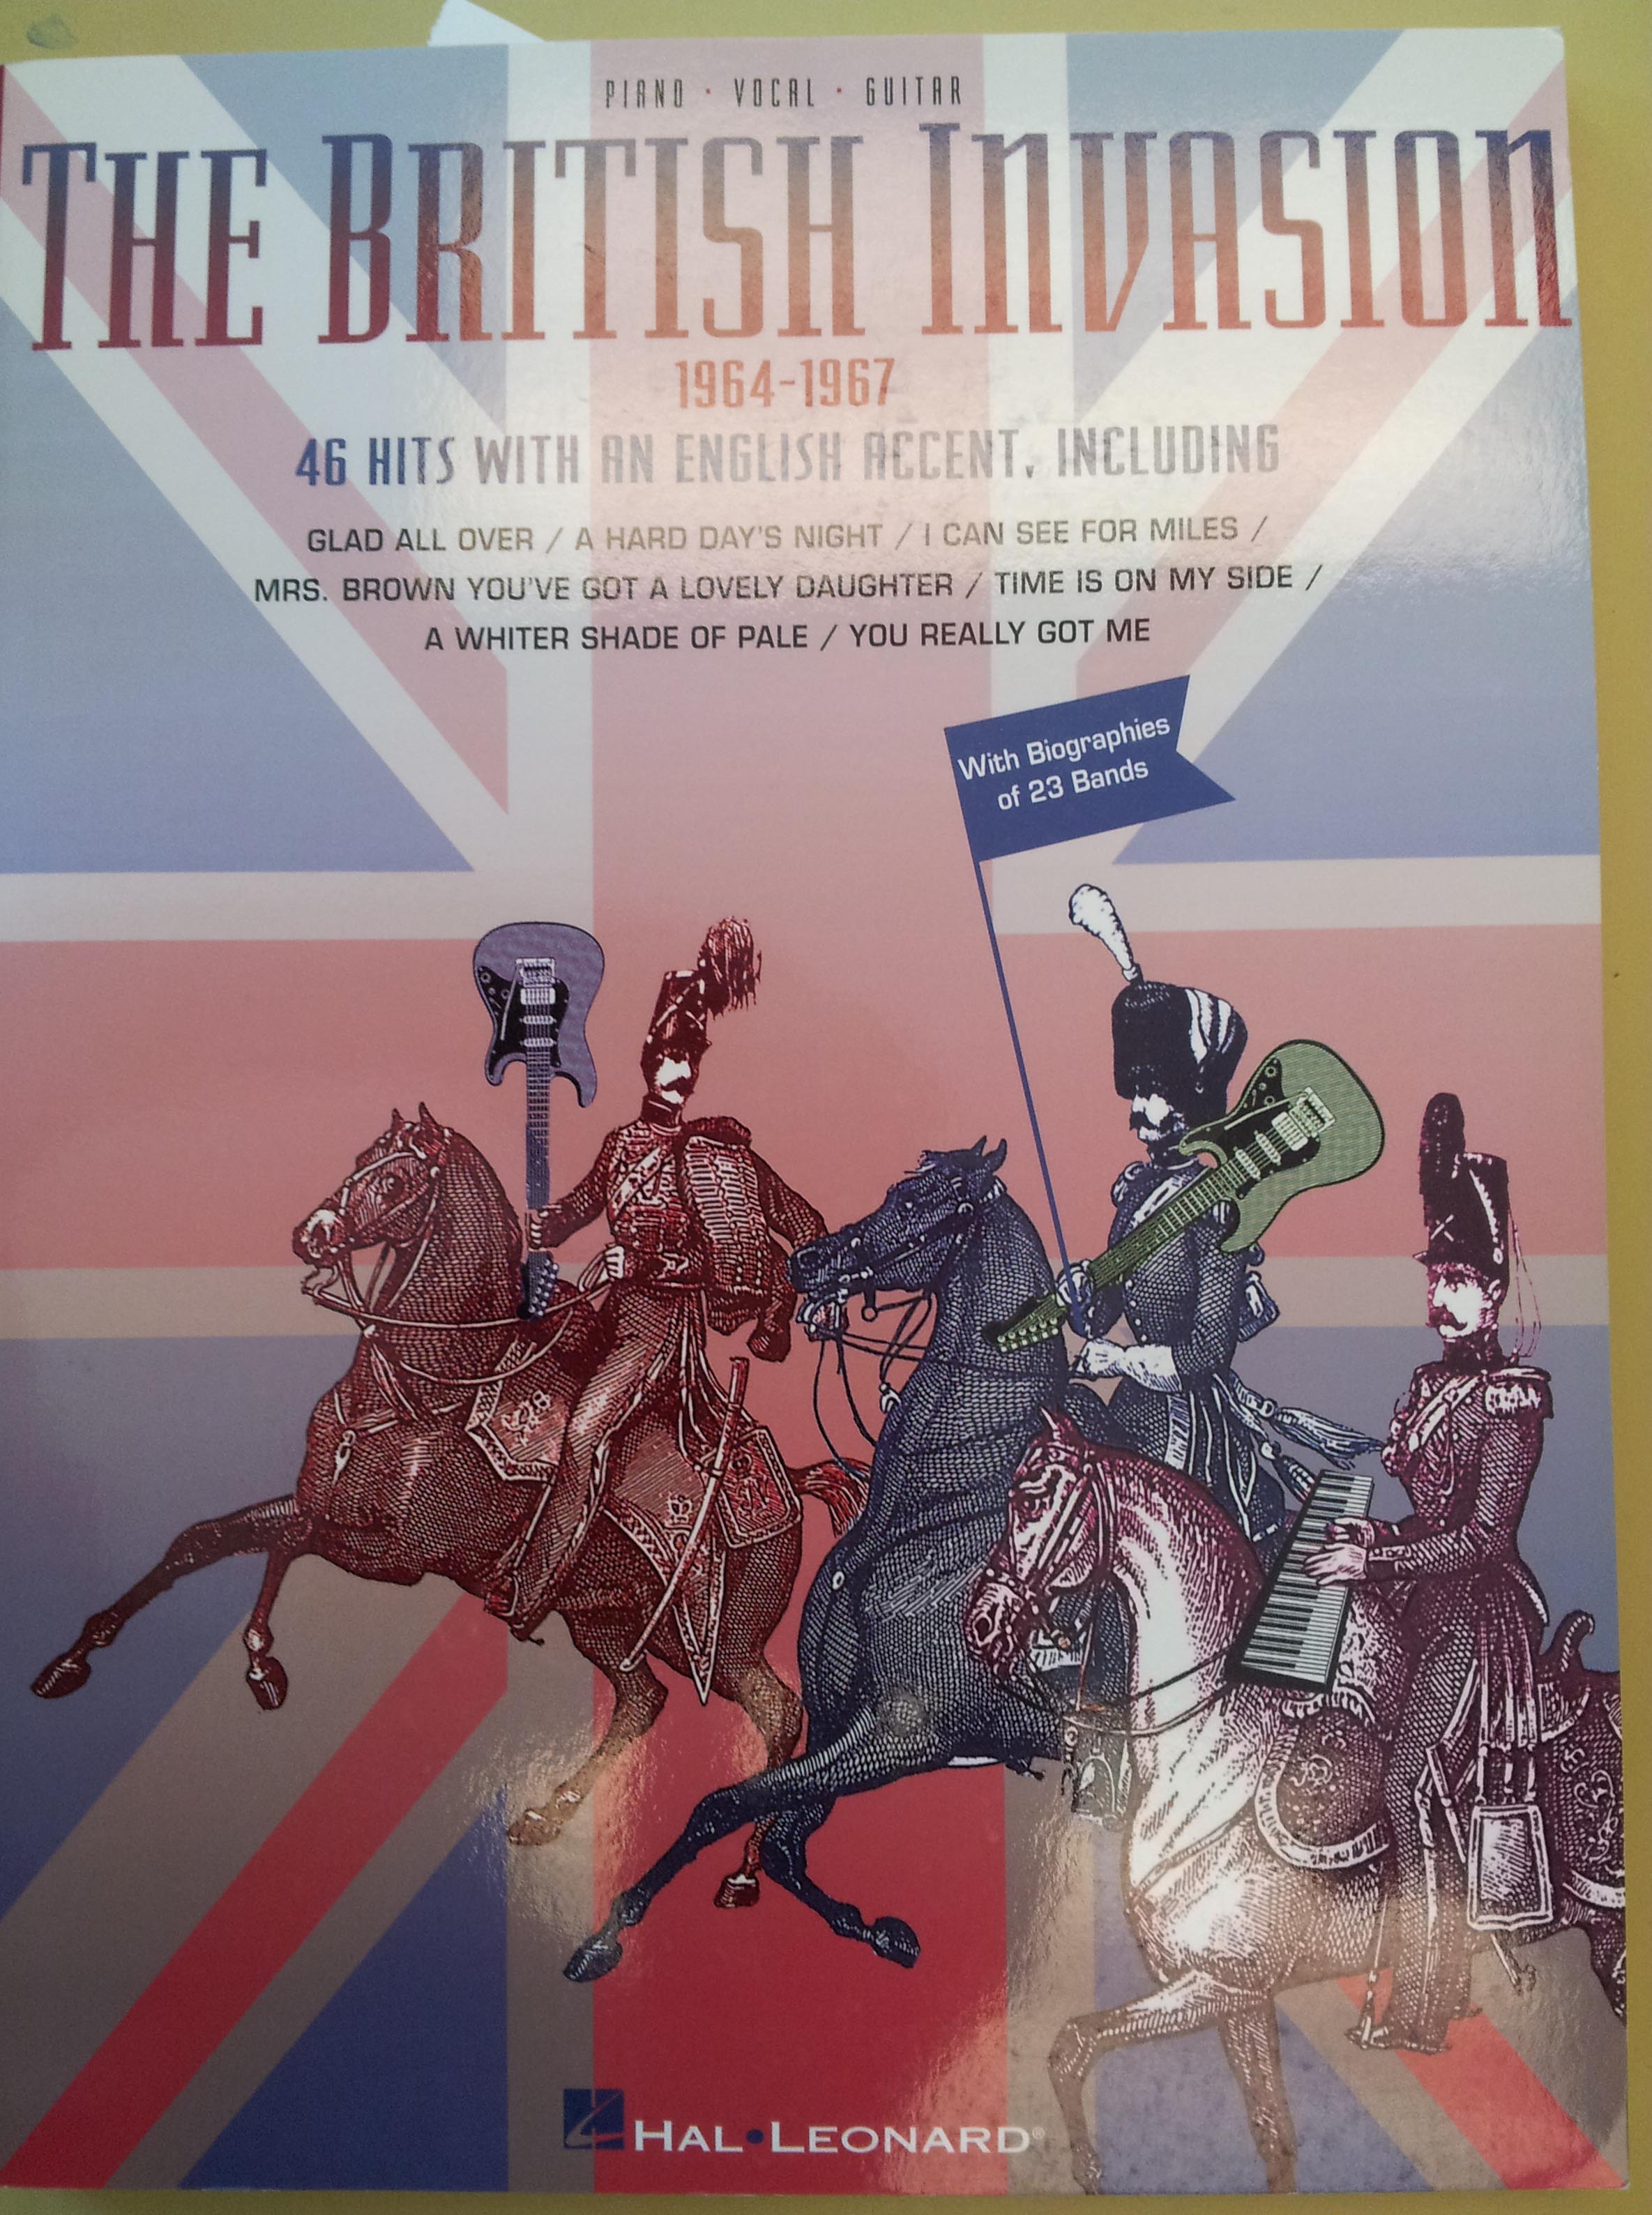 PIANO · VOCAL · GUITAR
THE BRITISH INVASION
1964-1967
46 HITS WITH AN ENGLISH ACCENT, INCLUDING
GLAD ALL OVER / A HARD DAY'S NIGHT / I CAN SEE FOR MILES /
MRS. BROWN YOU'VE GOT A LOVELY DAUGHTER / TIME IS ON MY SIDE /
A WHITER SHADE OF PALE / YOU REALLY GOT ME
With Biographies
of 23 Bands
HAL•LEONARD®